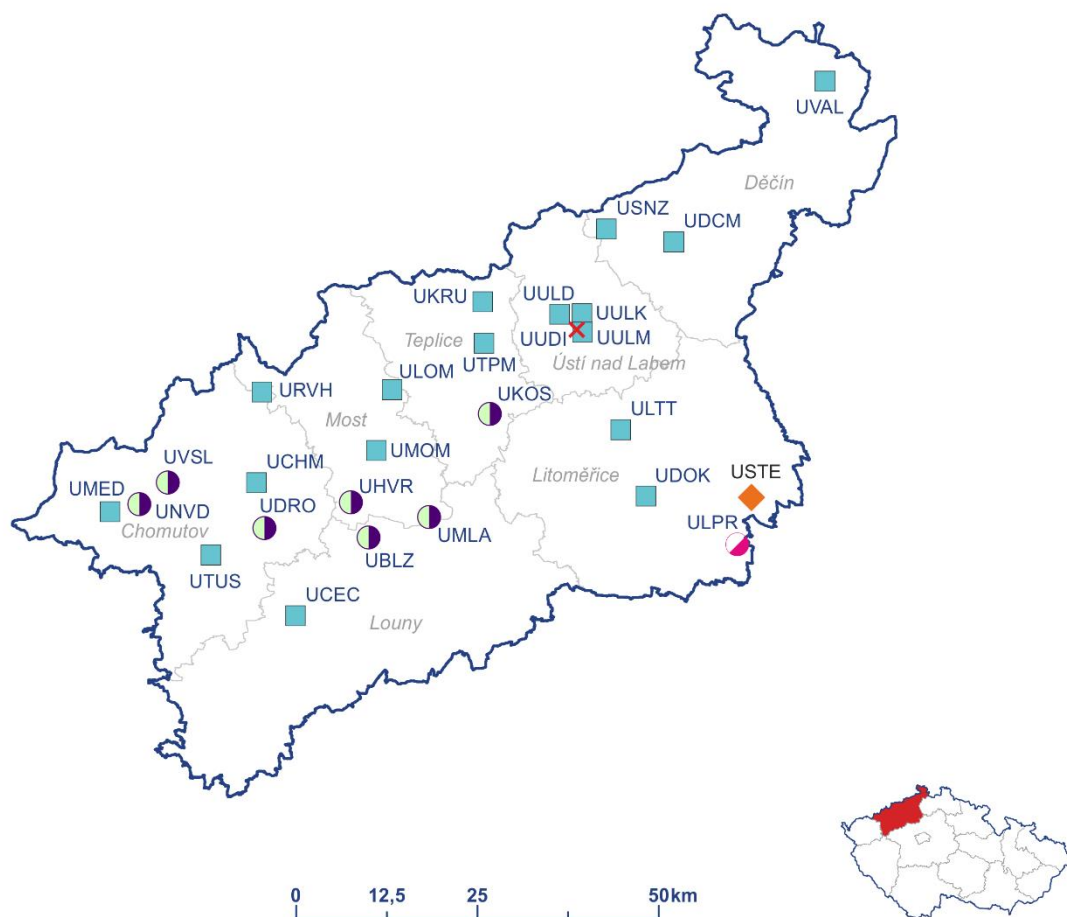 UVAL
Děčín
USNZ
UDCM
UKRU
UULD
UULK
UUDI
UULM
Teplice
UTPM
Ústí nad Labem
ULOM
URVH
UKOS
ULTT
Most
UMOM
UVSL
UCHM
Litoměřice
UDOK
USTE
UMED
UNVD
UDRO
UHVR
UMLA
ULPR
Chomutov
UBLZ
UTUS
UCEC
Louny
0 12,5 25 50km